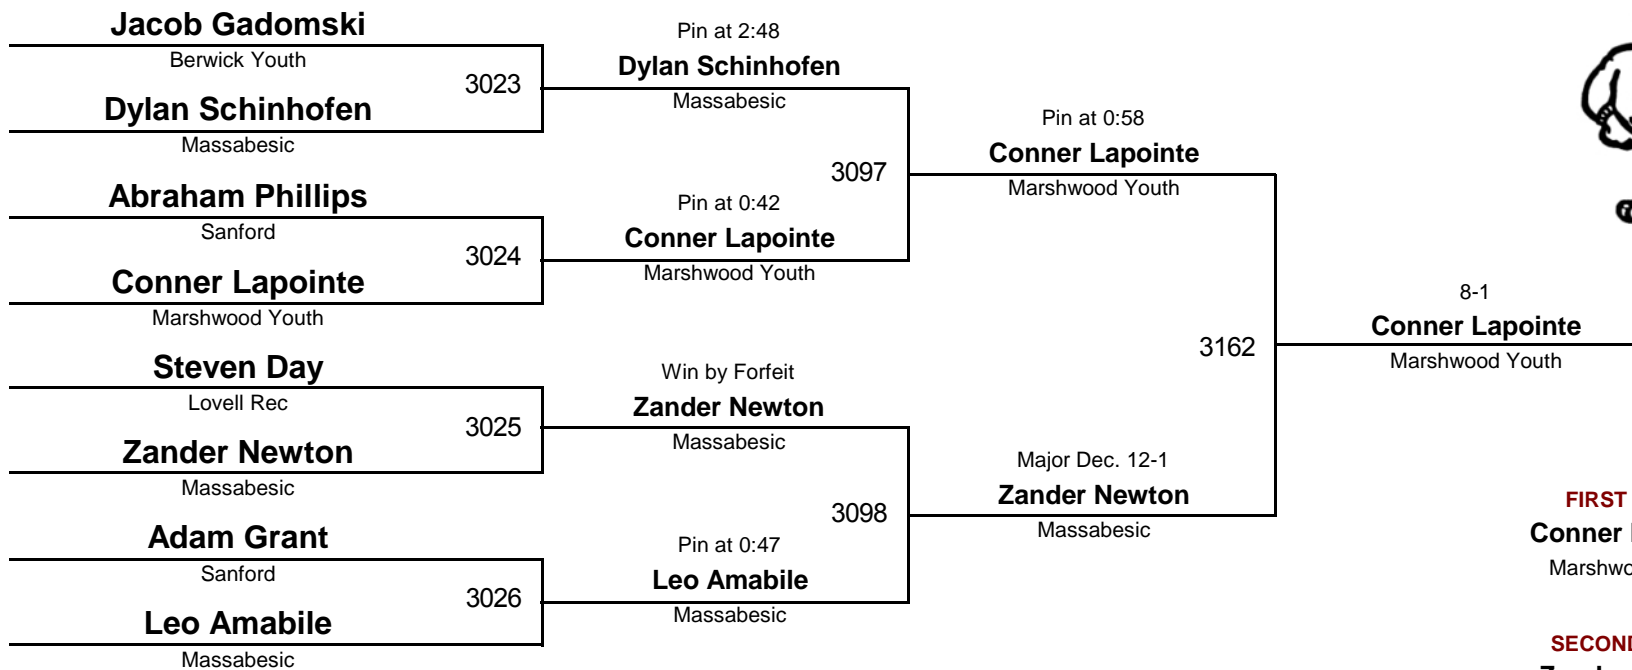 Jacob Gadomski
Berwick Youth
3023
Dylan Schinhofen
Massabesic
Abraham Phillips
Sanford
3024
Conner Lapointe
Marshwood Youth
Steven Day
Lovell Rec
3025
Zander Newton
Massabesic
Adam Grant
Sanford
3026
Leo Amabile
Massabesic
Pin at 2:48
Dylan Schinhofen
Massabesic
3097
Pin at 0:42
Conner Lapointe
Marshwood Youth
Win by Forfeit
Zander Newton
Massabesic
3098
Pin at 0:47
Leo Amabile
Massabesic
Pin at 0:58
Conner Lapointe
Marshwood Youth
3162
Major Dec. 12-1
Zander Newton
Massabesic
8-1
Conner Lapointe
Marshwood Youth
FIRST
Conner